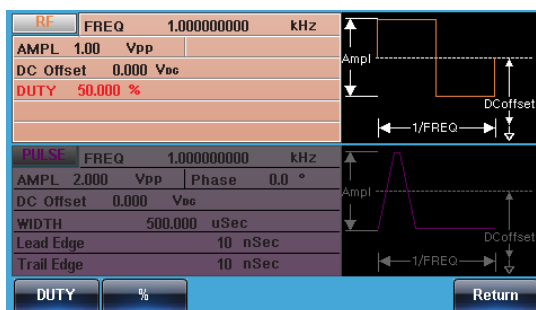 RF FREQ 1.000000000 kHz
AMPL 1.00 Vpp
DC Offset 0.000 VDC
DUTY 50.000 %
Ampl
Ampl
DCoffset
1/FREQ
PULSE FREQ 1.000000000 kHz
AMPL 2.000 Vpp Phase 0.0 °
DC Offset 0.000 VDC
WIDTH 500.000 uSec
Lead Edge 10 nSec
Trail Edge 10 nSec
Ampl
Ampl
DCoffset
1/FREQ
DUTY % Return